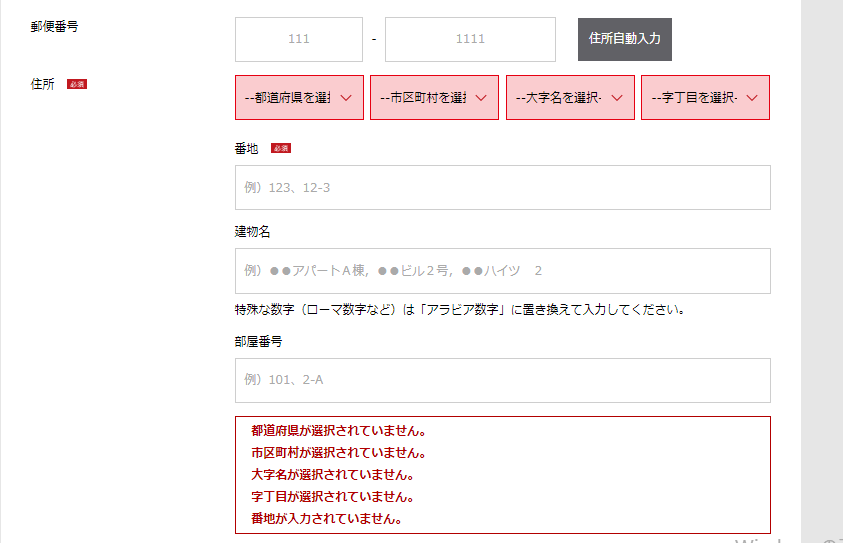 郵便番号
111 - 1111 住所自動入力
住所 必須
--都道府県を選 --市区町村を選 --大字名を選択- --字丁目を選択-
番地 必須
例）123、12-3
建物名
例）●●アパートＡ棟，●●ビル２号，●●ハイツ　２
特殊な数字（ローマ数字など）は「アラビア数字」に置き換えて入力してください。
部屋番号
例）101、2-A
都道府県が選択されていません。
市区町村が選択されていません。
大字名が選択されていません。
字丁目が選択されていません。
番地が入力されていません。